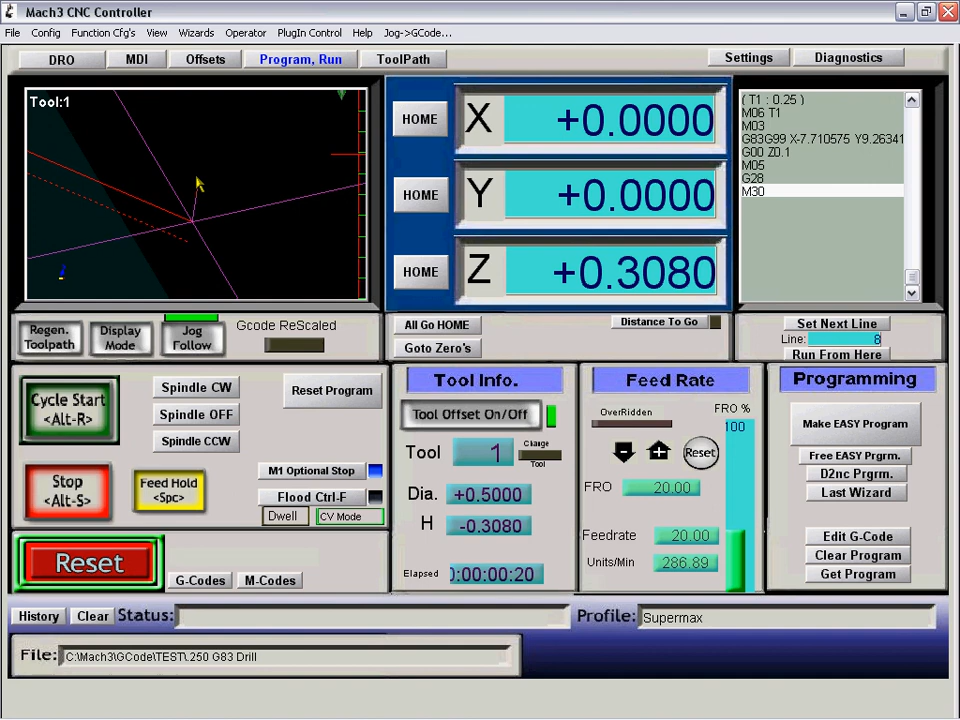 Mach3 CNC Controller
File Config Function Cfg's View Wizards Operator PlugIn Control Help Jog->GCode...
DRO MDI Offsets Program, Run ToolPath Settings Diagnostics
Tool:1
HOME X +0.0000
HOME Y +0.0000
HOME Z +0.3080
( T1 : 0.25 )
M06 T1
M03
G83G99 X-7.710575 Y9.26341
G00 Z0.1
M05
G28
M30
Regen. Toolpath
Display Mode
Jog Follow
Gcode ReScaled
All Go HOME
Distance To Go
Goto Zero's
Set Next Line
Line: 8
Run From Here
Cycle Start
<Alt-R>
Spindle CW
Spindle OFF
Spindle CCW
Reset Program
Stop
<Alt-S>
Feed Hold
<Spc>
M1 Optional Stop
Flood Ctrl-F
Dwell
CV Mode
Reset
G-Codes
M-Codes
Tool Info.
Tool Offset On/Off
Tool 1
Change
Tool
Dia. +0.5000
H -0.3080
Elapsed 0:00:00:20
Feed Rate
OverRidden
FRO %
100
Reset
FRO 20.00
Feedrate 20.00
Units/Min 286.89
Programming
Make EASY Program
Free EASY Prgrm.
D2nc Prgrm.
Last Wizard
Edit G-Code
Clear Program
Get Program
History Clear Status:
Profile: Supermax
File: C:\Mach3\GCode\TEST\.250 G83 Drill